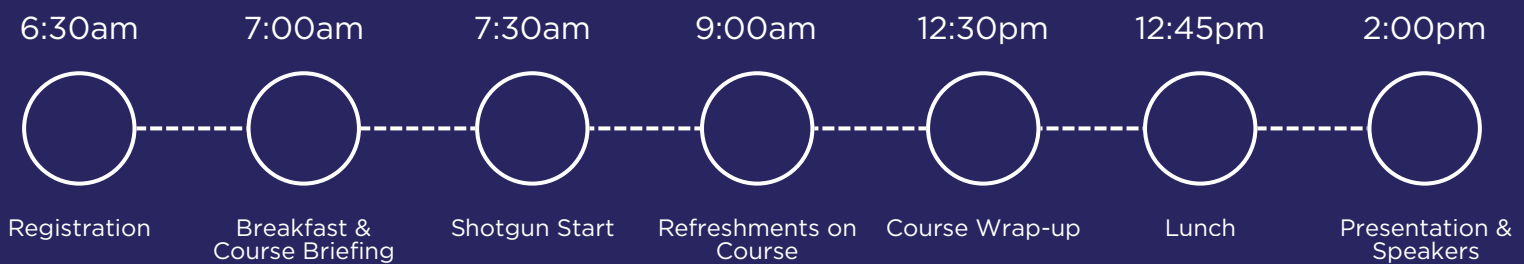 6:30am 7:00am 7:30am 9:00am 12:30pm 12:45pm 2:00pm
Registration Breakfast & Shotgun Start Refreshments on Course Wrap-up Lunch Presentation &
Course Briefing Course Speakers